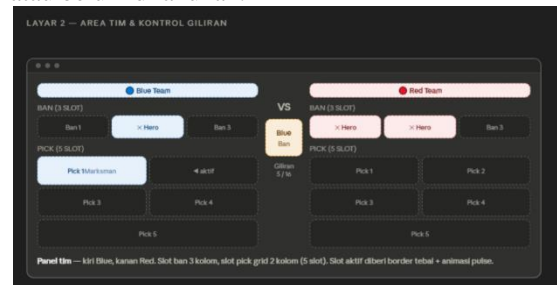 LAYAR 2 — AREA TIM & KONTROL GILIRAN
Blue Team
BAN (3 SLOT)
Ban 1
× Hero
Ban 3
PICK (5 SLOT)
Pick 1 Marksman
◄ aktif
Pick 3
Pick 4
Pick 5
VS
Blue
Ban
Giliran
5 / 16
Red Team
BAN (3 SLOT)
× Hero
× Hero
Ban 3
PICK (5 SLOT)
Pick 1
Pick 2
Pick 3
Pick 4
Pick 5
Panel tim — kiri Blue, kanan Red. Slot ban 3 kolom, slot pick grid 2 kolom (5 slot). Slot aktif diberi border tebal + animasi pulse.